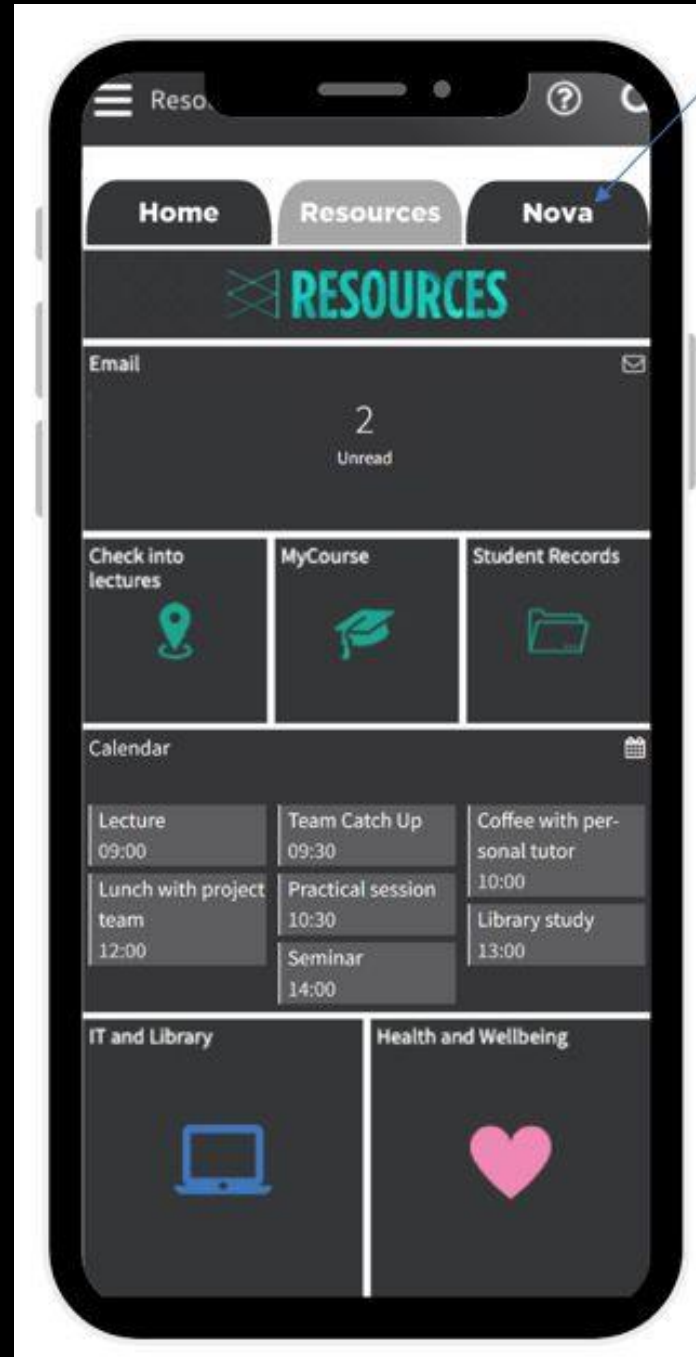 Home Resources Nova
RESOURCES
Email
2
Unread
Check into
lectures
MyCourse
Student Records
Calendar
Lecture
09:00
Lunch with project
team
12:00
Team Catch Up
09:30
Practical session
10:30
Seminar
14:00
Coffee with per-
sonal tutor
10:00
Library study
13:00
IT and Library
Health and Wellbeing